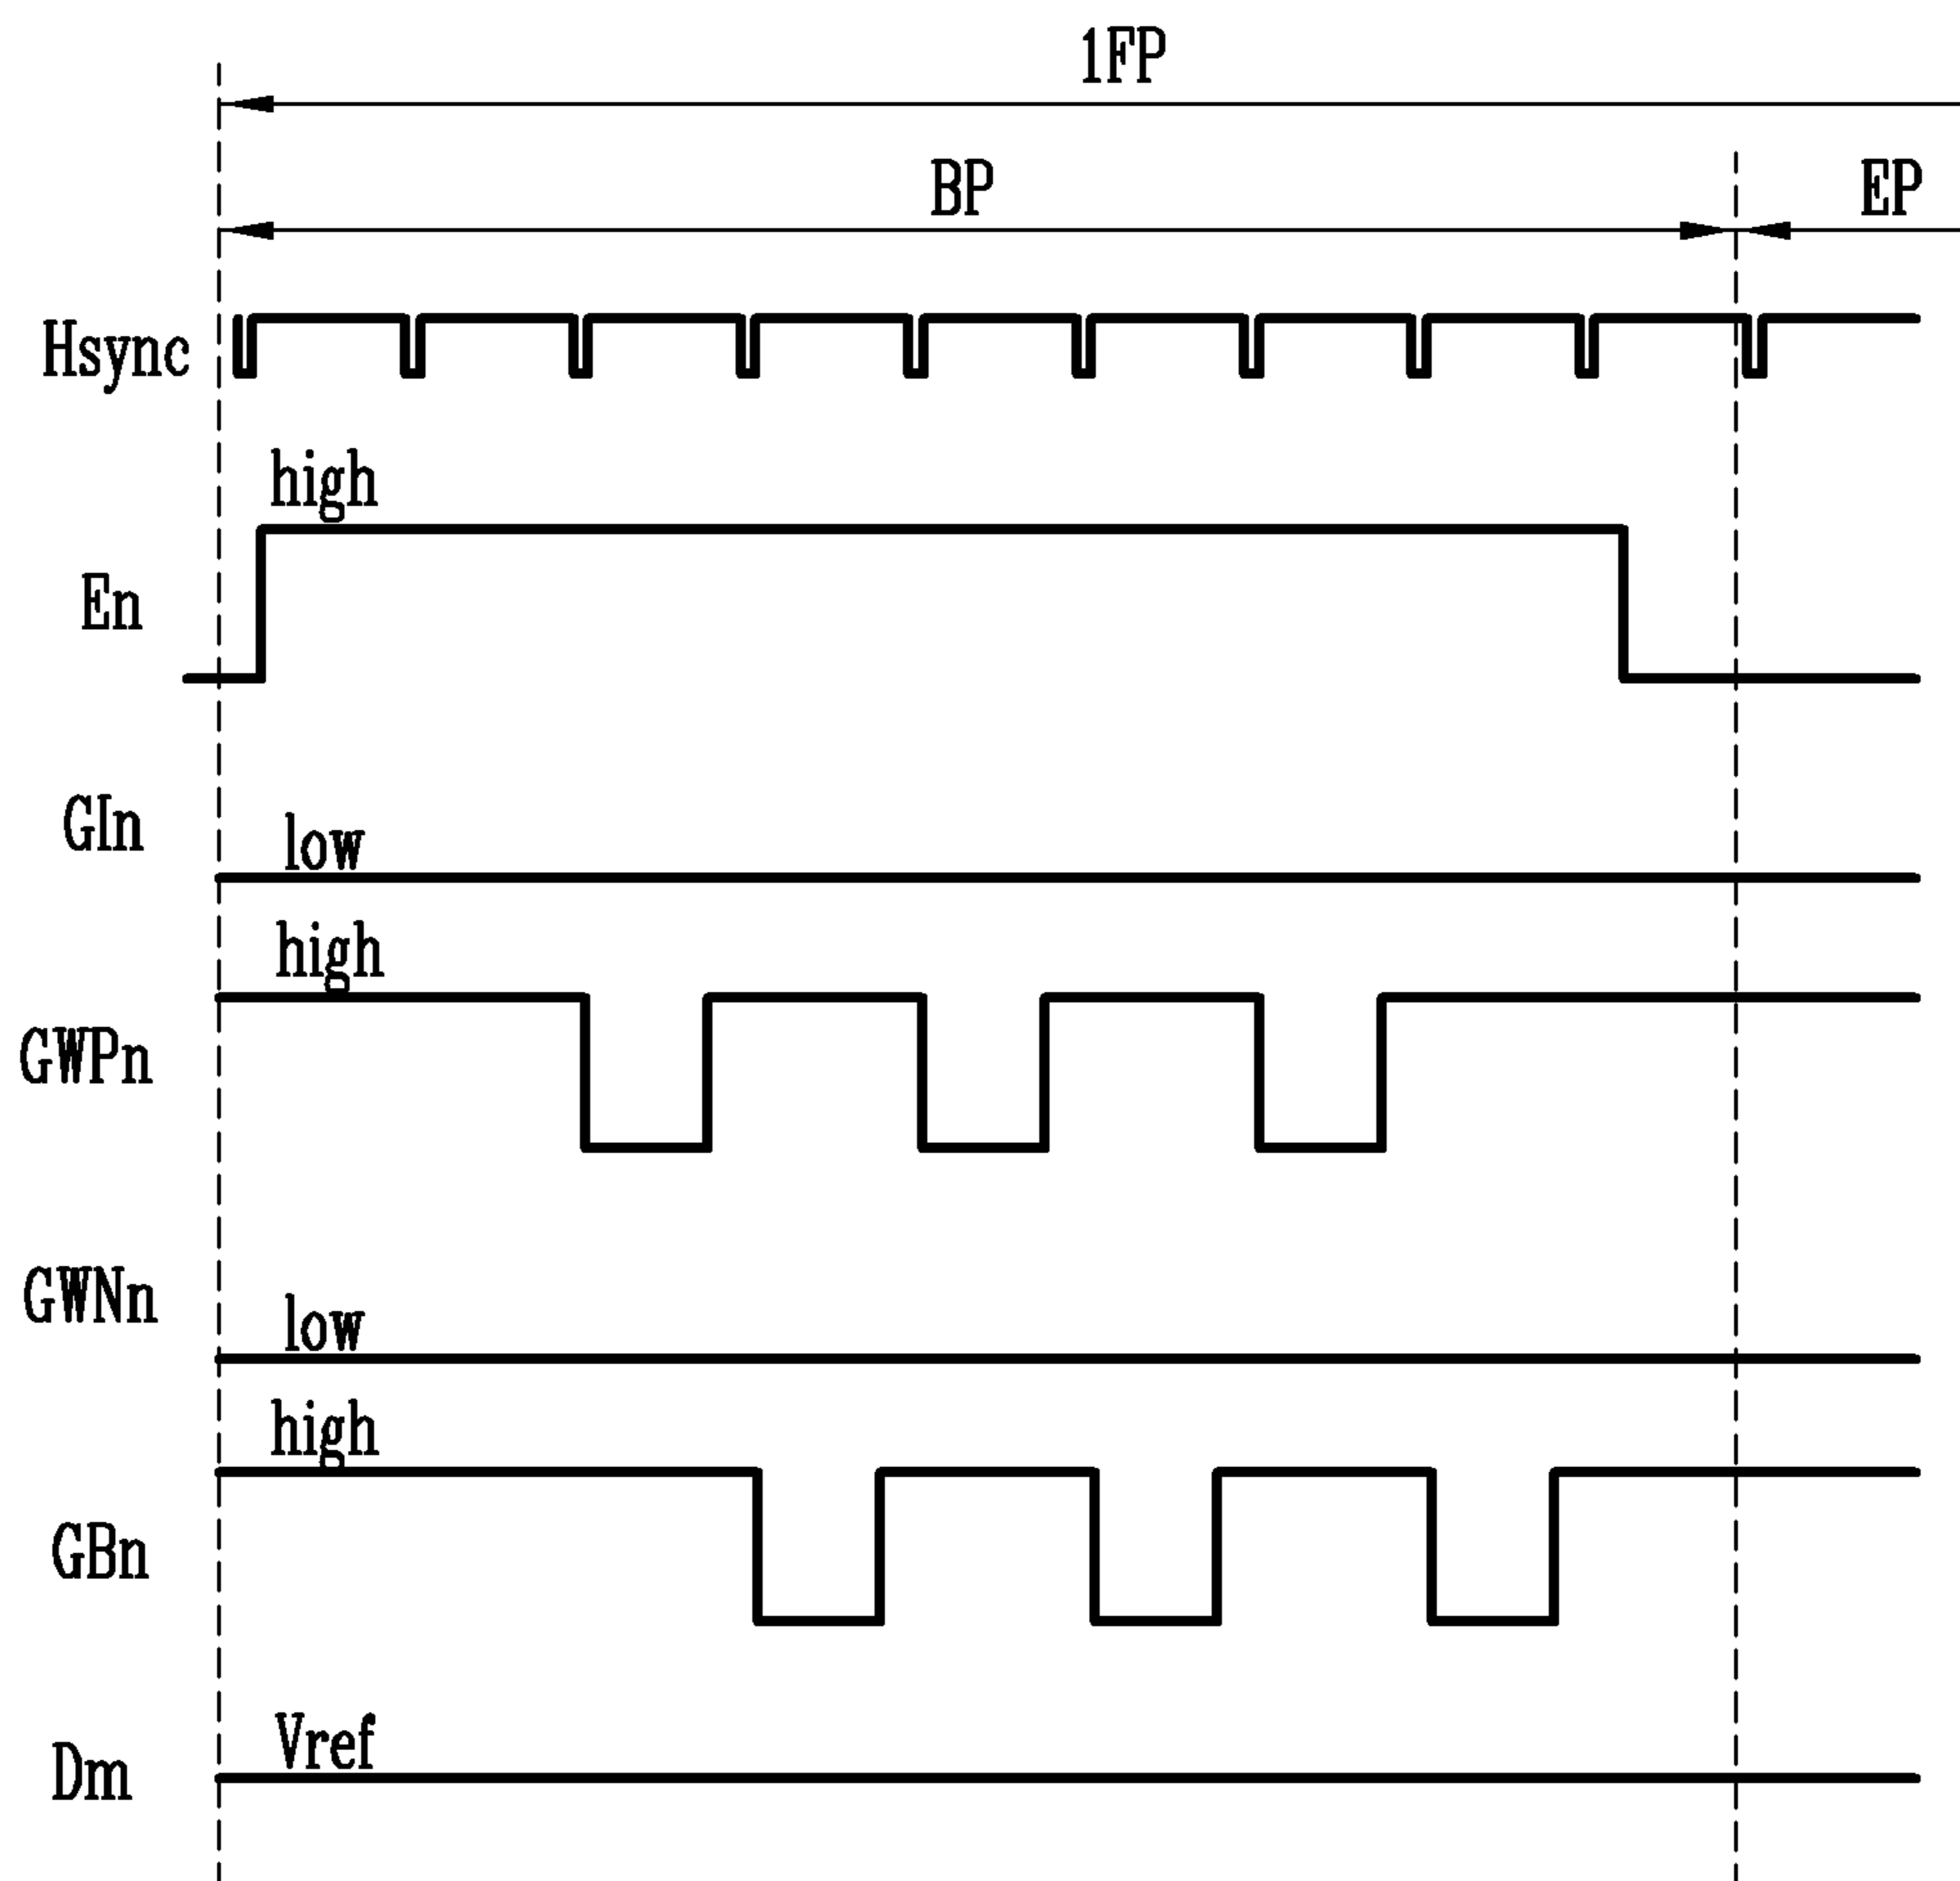 1FP
BP
EP
Hsync
high
En
GIn
low
high
GWPn
GWNn
low
high
GBn
Vref
Dm